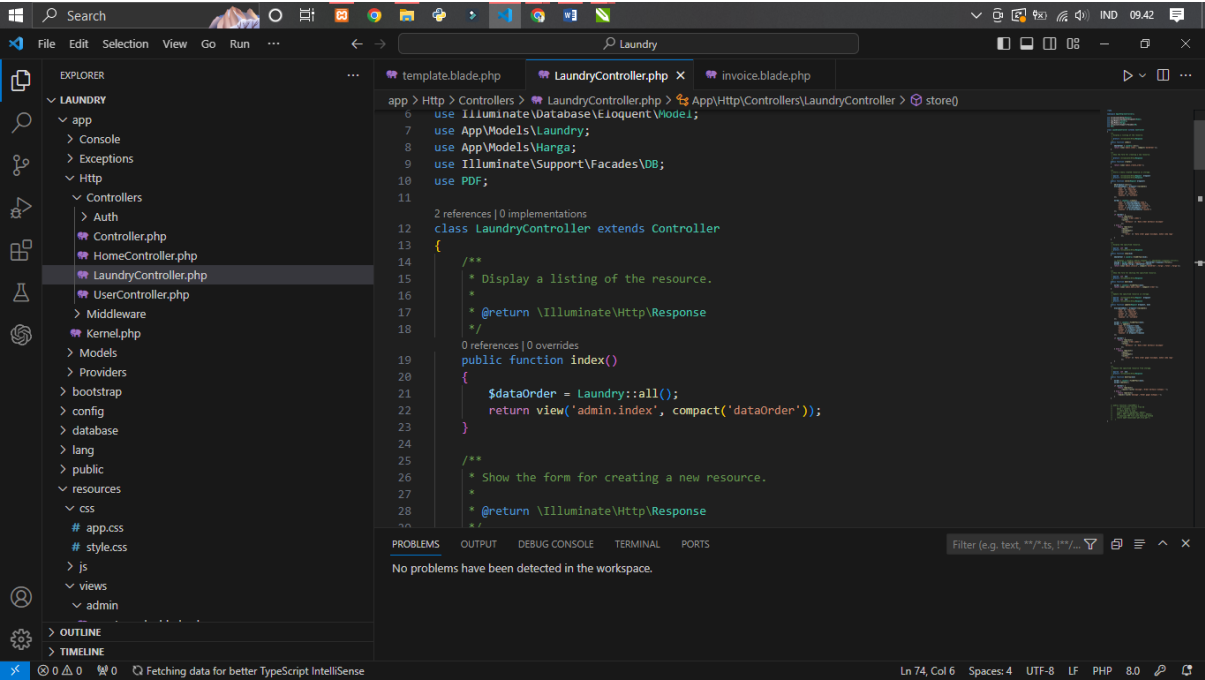 Search
IND 09.42
File Edit Selection View Go Run ···
Laundry
EXPLORER ···
LAUNDRY
app
Console
Exceptions
Http
Controllers
Auth
Controller.php
HomeController.php
LaundryController.php
UserController.php
Middleware
Kernel.php
Models
Providers
bootstrap
config
database
lang
public
resources
css
# app.css
# style.css
js
views
admin
OUTLINE
TIMELINE
template.blade.php LaundryController.php invoice.blade.php
app > Http > Controllers > LaundryController.php > App\Http\Controllers\LaundryController > store()
6 use Illuminate\Database\Eloquent\Model;
7 use App\Models\Laundry;
8 use App\Models\Harga;
9 use Illuminate\Support\Facades\DB;
10 use PDF;
11
2 references | 0 implementations
12 class LaundryController extends Controller
13 {
14 /**
15 * Display a listing of the resource.
16 *
17 * @return \Illuminate\Http\Response
18 */
0 references | 0 overrides
19 public function index()
20 {
21 $dataOrder = Laundry::all();
22 return view('admin.index', compact('dataOrder'));
23 }
24
25 /**
26 * Show the form for creating a new resource.
27 *
28 * @return \Illuminate\Http\Response
29 */
PROBLEMS OUTPUT DEBUG CONSOLE TERMINAL PORTS
Filter (e.g. text, **/*.ts, !**/...
No problems have been detected in the workspace.
0 0 0 Fetching data for better TypeScript IntelliSense
Ln 74, Col 6 Spaces: 4 UTF-8 LF PHP 8.0